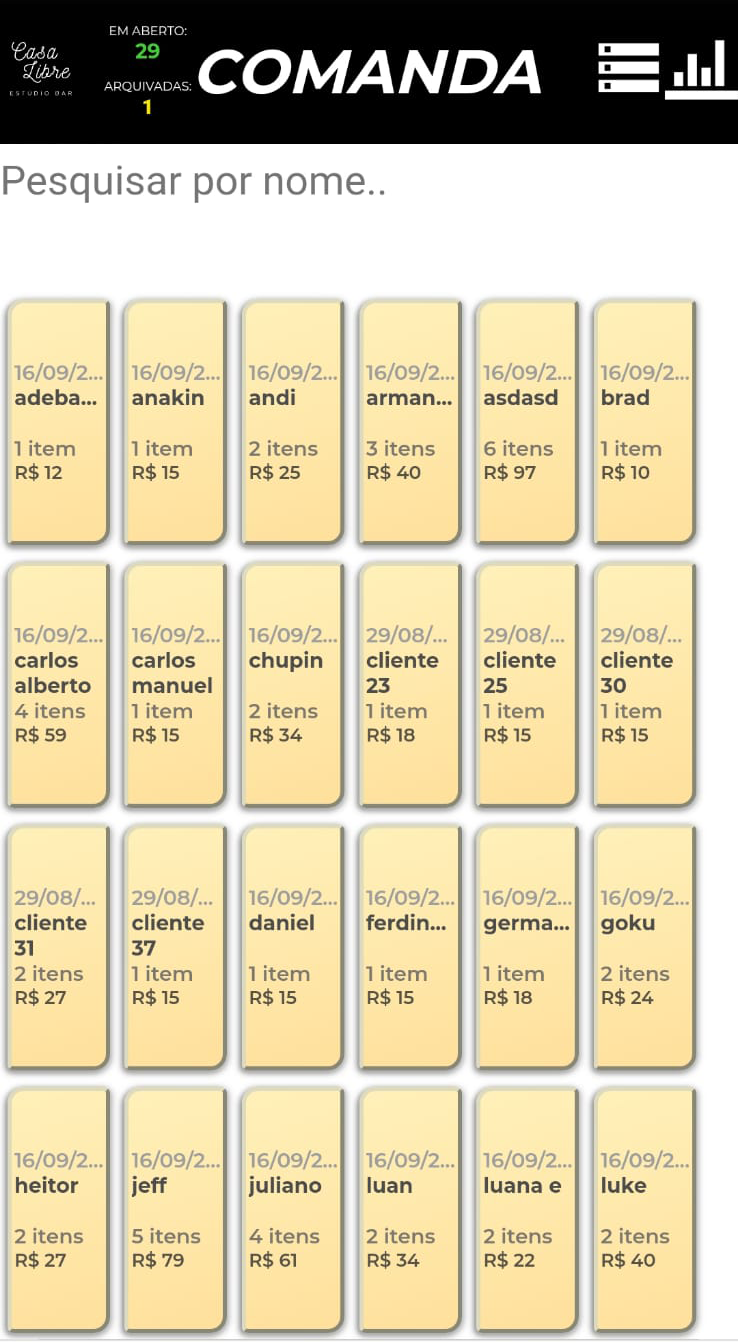 Casa
Libre
ESTUDIO BAR
EM ABERTO:
29
ARQUIVADAS:
1
COMANDA
Pesquisar por nome..
16/09/2...
adeba...
1 item
R$ 12
16/09/2...
anakin
1 item
R$ 15
16/09/2...
andi
2 itens
R$ 25
16/09/2...
arman...
3 itens
R$ 40
16/09/2...
asdasd
6 itens
R$ 97
16/09/2...
brad
1 item
R$ 10
16/09/2...
carlos
alberto
4 itens
R$ 59
16/09/2...
carlos
manuel
1 item
R$ 15
16/09/2...
chupin
2 itens
R$ 34
29/08/...
cliente
23
1 item
R$ 18
29/08/...
cliente
25
1 item
R$ 15
29/08/...
cliente
30
1 item
R$ 15
29/08/...
cliente
31
2 itens
R$ 27
29/08/...
cliente
37
1 item
R$ 15
16/09/2...
daniel
1 item
R$ 15
16/09/2...
ferdin...
1 item
R$ 15
16/09/2...
germa...
1 item
R$ 18
16/09/2...
goku
2 itens
R$ 24
16/09/2...
heitor
2 itens
R$ 27
16/09/2...
jeff
5 itens
R$ 79
16/09/2...
juliano
4 itens
R$ 61
16/09/2...
luan
2 itens
R$ 34
16/09/2...
luana e
2 itens
R$ 22
16/09/2...
luke
2 itens
R$ 40